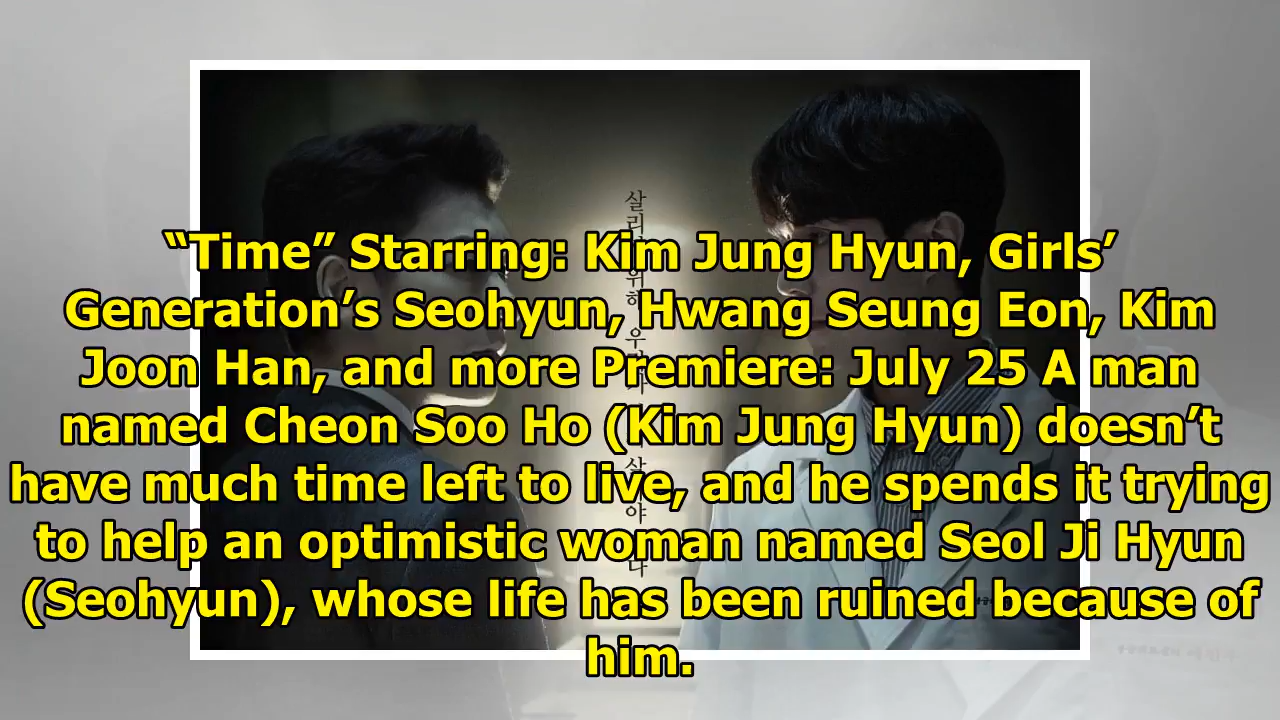 “Time” Starring: Kim Jung Hyun, Girls’
Generation’s Seohyun, Hwang Seung Eon, Kim
Joon Han, and more Premiere: July 25 A man
named Cheon Soo Ho (Kim Jung Hyun) doesn’t
have much time left to live, and he spends it trying
to help an optimistic woman named Seol Ji Hyun
(Seohyun), whose life has been ruined because of
him.